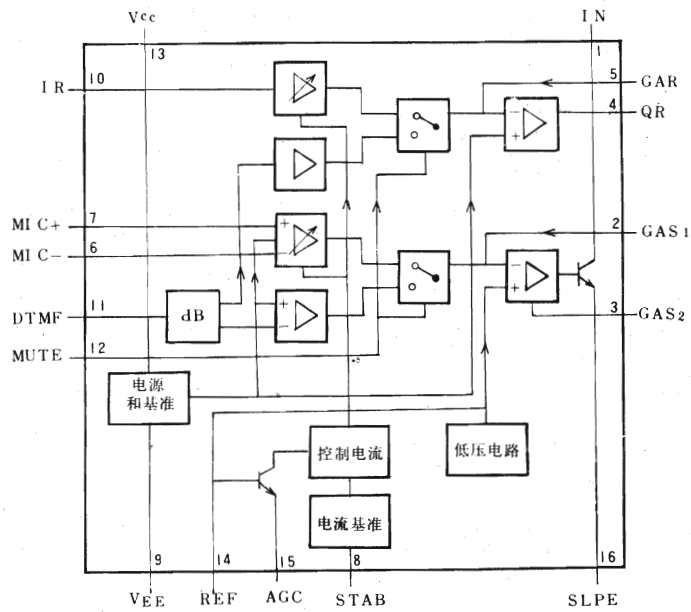 Vcc
IN
13
1
IR
10
5
GAR
4
QR
-
+
MIC+
7
+
2
GAS1
MIC-
6
-
-
+
DTMF
11
dB
+
-
3
GAS2
MUTE
12
电源
和基准
控制电流
低压电路
电流基准
9
14
15
8
16
VEE
REF
AGC
STAB
SLPE